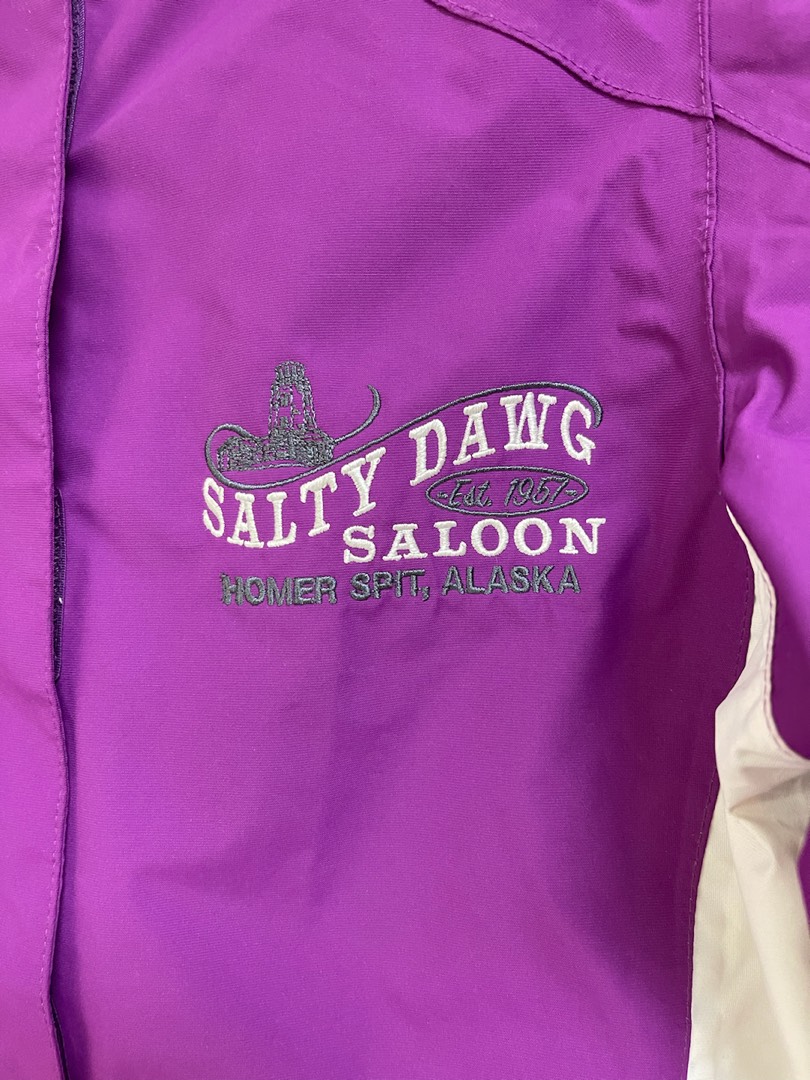 SALTY DAWG
-Est. 1957-
SALOON
HOMER SPIT, ALASKA